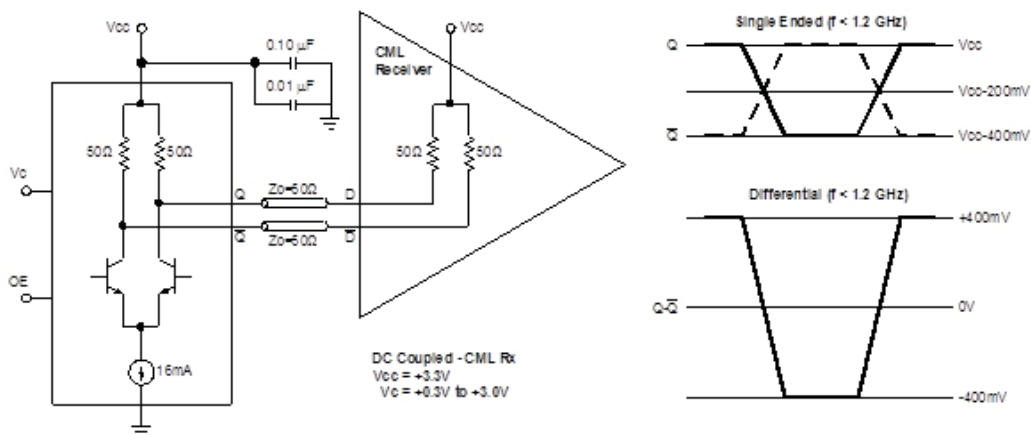 Vcc
0.10 µF
0.01 µF
CML
Receiver
Vcc
50Ω
50Ω
50Ω
50Ω
Vc
OE
Q
Zo=50Ω
D
Q̅
Zo=50Ω
D̅
16mA
DC Coupled - CML Rx
Vcc = +3.3V
Vc = +0.3V to +3.0V
Single Ended (f < 1.2 GHz)
Q
Vcc
Vcc-200mV
Q̅
Vcc-400mV
Differential (f < 1.2 GHz)
+400mV
Q-Q̅
0V
-400mV